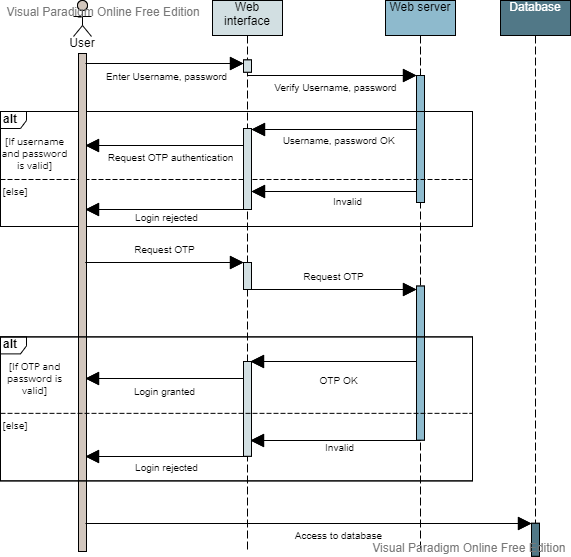 Visual Paradigm Online Free Edition
User
Web
interface
Web server
Database
Enter Username, password
Verify Username, password
alt
[If username
and password
is valid]
Username, password OK
Request OTP authentication
[else]
Invalid
Login rejected
Request OTP
Request OTP
alt
[If OTP and
password is
valid]
OTP OK
Login granted
[else]
Invalid
Login rejected
Access to database
Visual Paradigm Online Free Edition